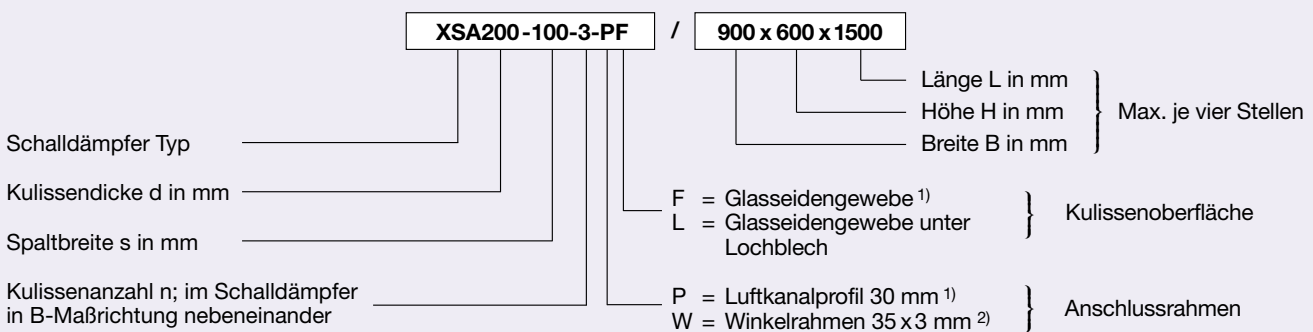 XSA200-100-3-PF / 900 x 600 x 1500
Länge L in mm
Höhe H in mm
Breite B in mm
Max. je vier Stellen
Schalldämpfer Typ
Kulissendicke d in mm
Spaltbreite s in mm
Kulissenanzahl n; im Schalldämpfer
in B-Maßrichtung nebeneinander
F = Glasseidengewebe 1)
L = Glasseidengewebe unter
Lochblech
Kulissenoberfläche
P = Luftkanalprofil 30 mm 1)
W = Winkelrahmen 35 x 3 mm 2)
Anschlussrahmen